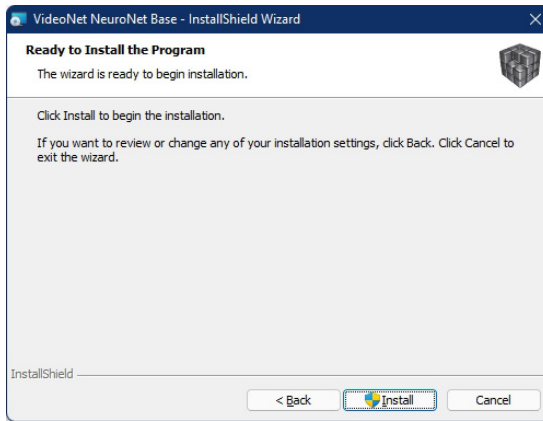 VideoNet NeuroNet Base - InstallShield Wizard
Ready to Install the Program
The wizard is ready to begin installation.
Click Install to begin the installation.
If you want to review or change any of your installation settings, click Back. Click Cancel to
exit the wizard.
InstallShield
< Back
Install
Cancel